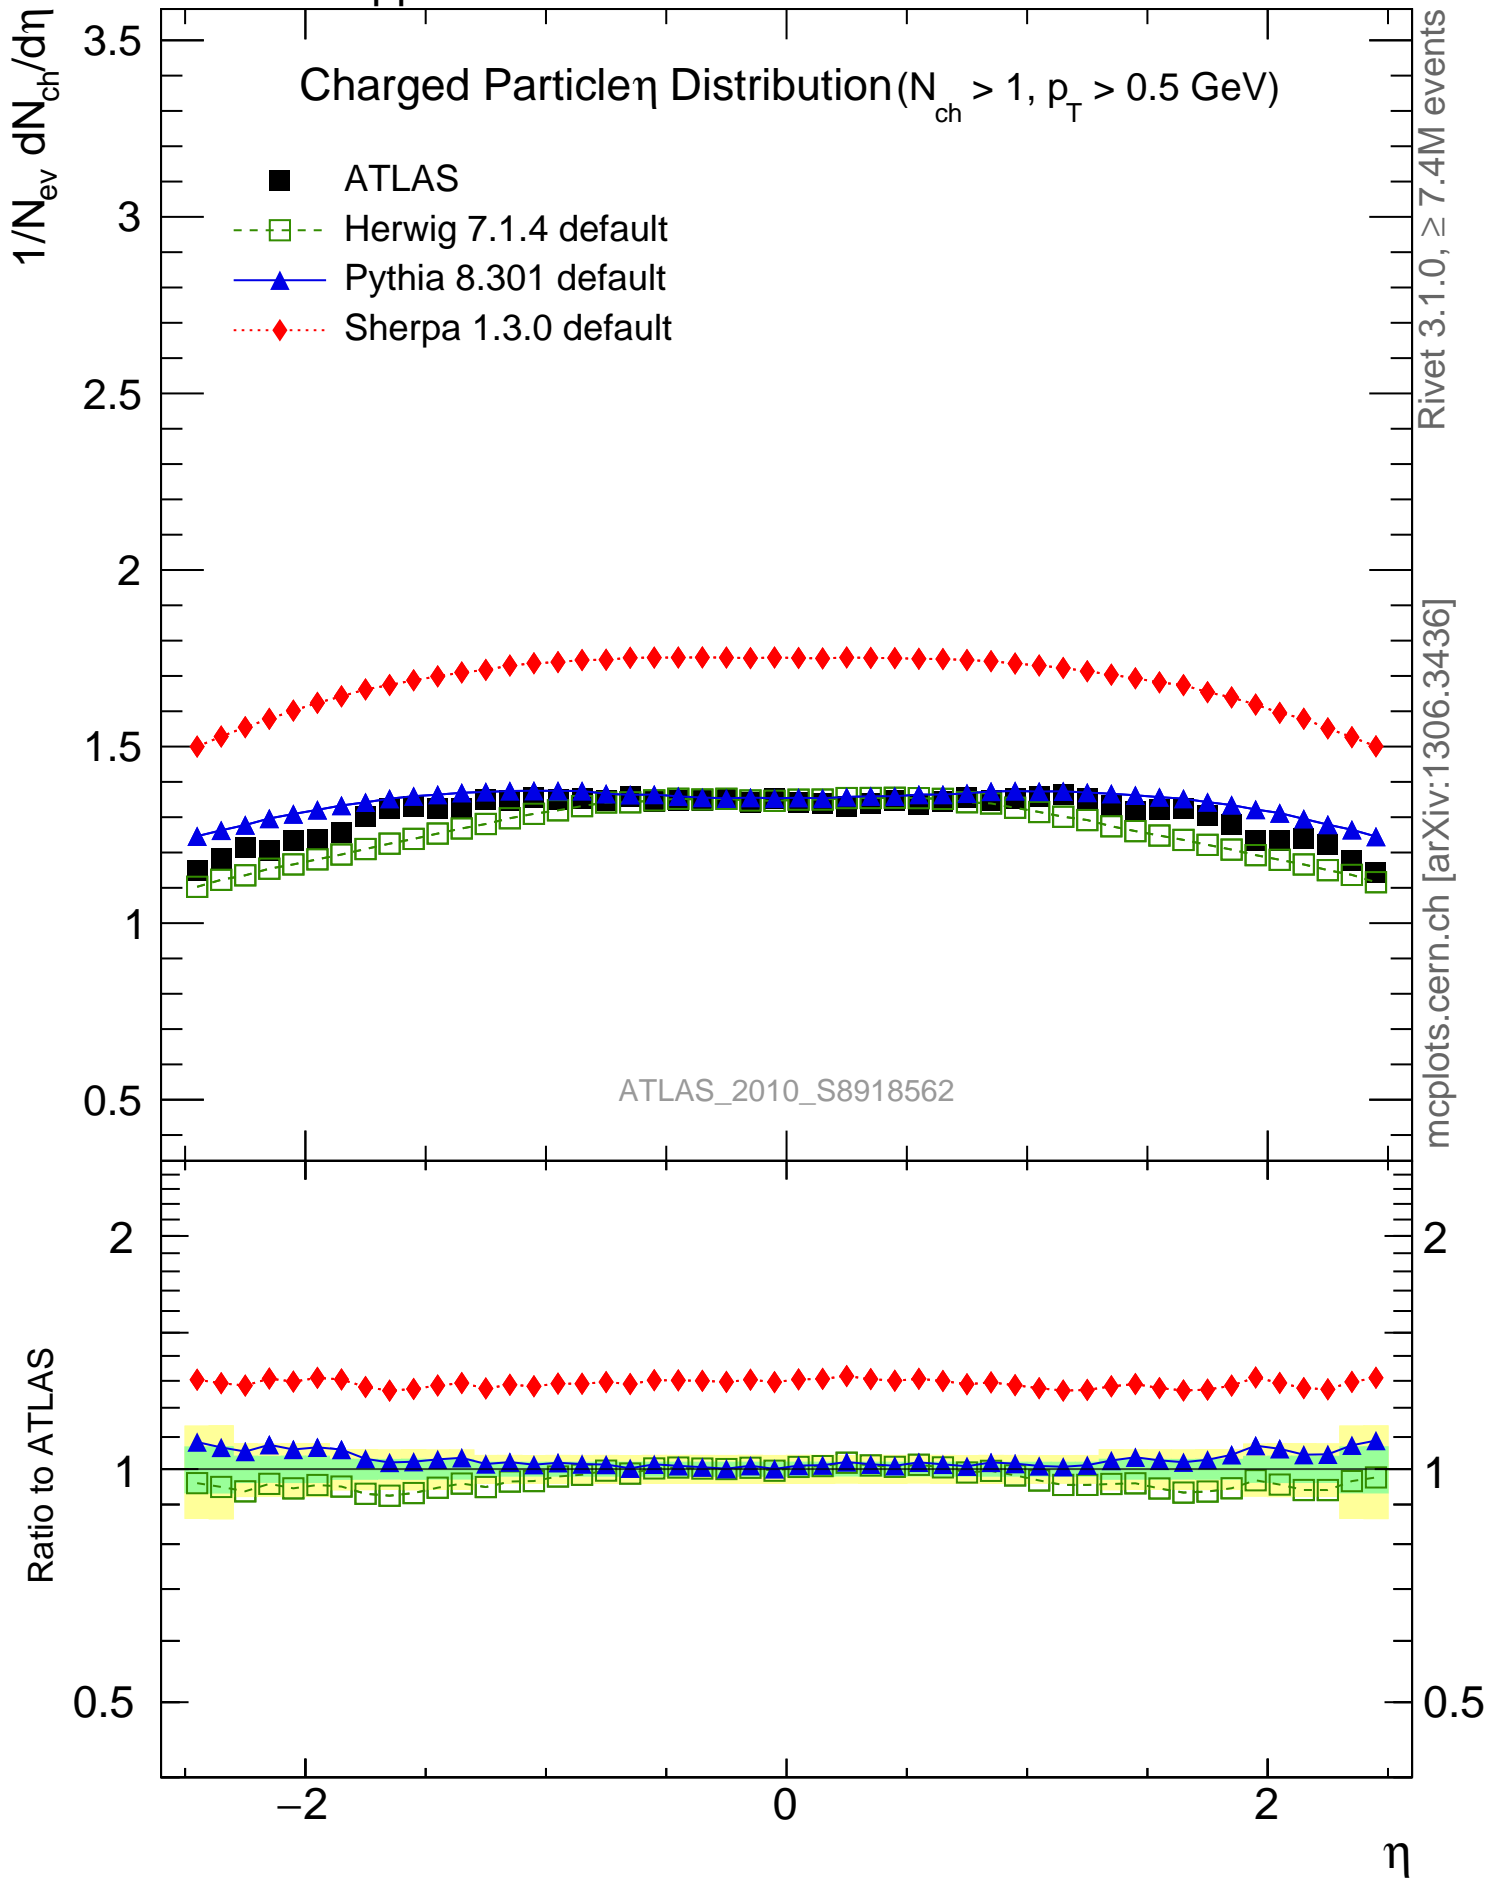 pp
1/N_ev dN_ch/dη
Charged Particleη Distribution (N_ch > 1, p_T > 0.5 GeV)
ATLAS
Herwig 7.1.4 default
Pythia 8.301 default
Sherpa 1.3.0 default
3.5
3
2.5
2
1.5
1
0.5
ATLAS_2010_S8918562
Rivet 3.1.0, ≥ 7.4M events
mcplots.cern.ch [arXiv:1306.3436]
Ratio to ATLAS
2
1
0.5
2
1
0.5
−2
0
2
η